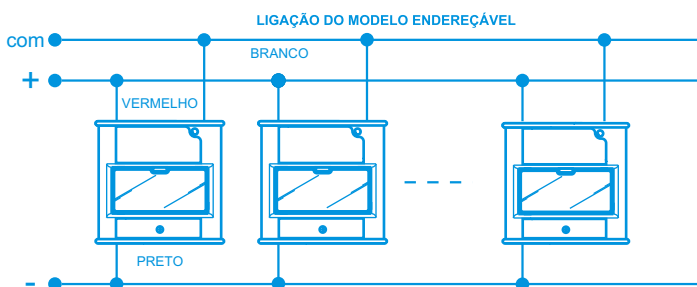 LIGAÇÃO DO MODELO ENDEREÇÁVEL
com
BRANCO
+
VERMELHO
PRETO
-